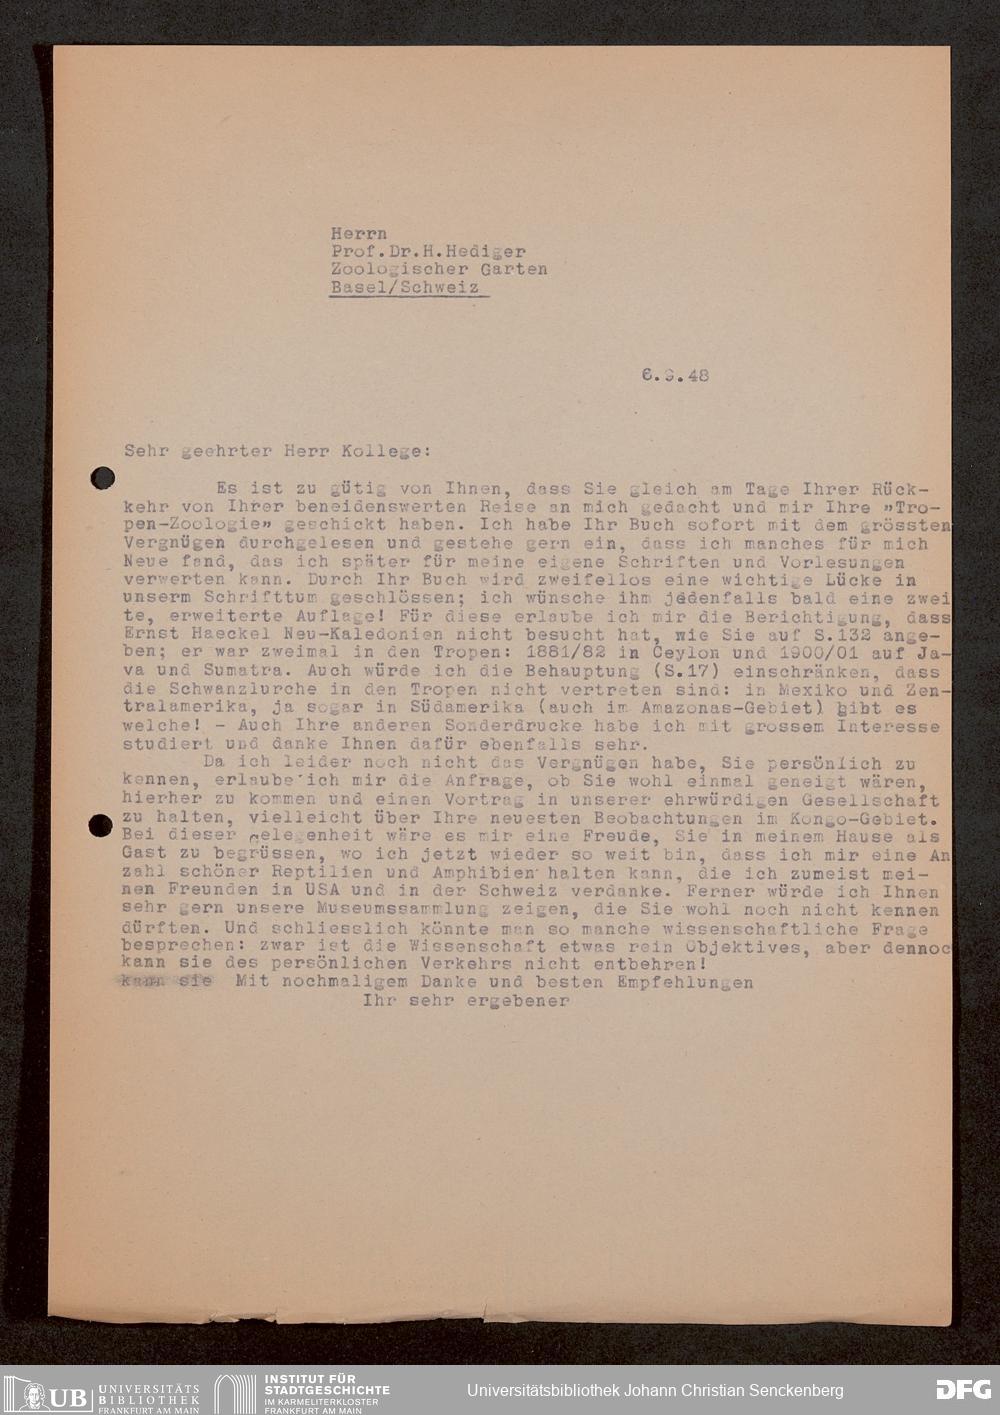 Herrn
Prof.Dr.H.Hediger
Zoologischer Garten
Basel/Schweiz
6.9.48
Sehr geehrter Herr Kollege:
Es ist zu gütig von Ihnen, dass Sie gleich am Tage Ihrer Rück-
kehr von Ihrer beneidenswerten Reise an mich gedacht und mir Ihre »Tro-
pen-Zoologie» geschickt haben. Ich habe Ihr Buch sofort mit dem grössten
Vergnügen durchgelesen und gestehe gern ein, dass ich manches für mich
Neue fand, das ich später für meine eigene Schriften und Vorlesungen
verwerten kann. Durch Ihr Buch wird zweifellos eine wichtige Lücke in
unserm Schrifttum geschlössen; ich wünsche ihm jedenfalls bald eine zwei
te, erweiterte Auflage! Für diese erlaube ich mir die Berichtigung, dass
Ernst Haeckel Neu-Kaledonien nicht besucht hat, wie Sie auf S.132 ange-
ben; er war zweimal in den Tropen: 1881/82 in Ceylon und 1900/01 auf Ja-
va und Sumatra. Auch würde ich die Behauptung (S.17) einschränken, dass
die Schwanzlurche in den Tropen nicht vertreten sind: in Mexiko und Zen-
tralamerika, ja sogar in Südamerika (auch im Amazonas-Gebiet) gibt es
welche! - Auch Ihre anderen Sonderdrucke habe ich mit grossem Interesse
studiert und danke Ihnen dafür ebenfalls sehr.
Da ich leider noch nicht das Vergnügen habe, Sie persönlich zu
kennen, erlaube ich mir die Anfrage, ob Sie wohl einmal geneigt wären,
hierher zu kommen und einen Vortrag in unserer ehrwürdigen Gesellschaft
zu halten, vielleicht über Ihre neuesten Beobachtungen im Kongo-Gebiet.
Bei dieser gelegenheit wäre es mir eine Freude, Sie in meinem Hause als
Gast zu begrüssen, wo ich jetzt wieder so weit bin, dass ich mir eine An
zahl schöner Reptilien und Amphibien halten kann, die ich zumeist mei-
nen Freunden in USA und in der Schweiz verdanke. Ferner würde ich Ihnen
sehr gern unsere Museumssammlung zeigen, die Sie wohl noch nicht kennen
dürften. Und schliesslich könnte man so manche wissenschaftliche Frage
besprechen: zwar ist die Wissenschaft etwas rein Objektives, aber dennoc
kann sie des persönlichen Verkehrs nicht entbehren!
kann sie Mit nochmaligem Danke und besten Empfehlungen
Ihr sehr ergebener
UB UNIVERSITÄTS
BIBLIOTHEK
FRANKFURT AM MAIN
INSTITUT FÜR
STADTGESCHICHTE
IM KARMELITERKLOSTER
FRANKFURT AM MAIN
Universitätsbibliothek Johann Christian Senckenberg
DFG